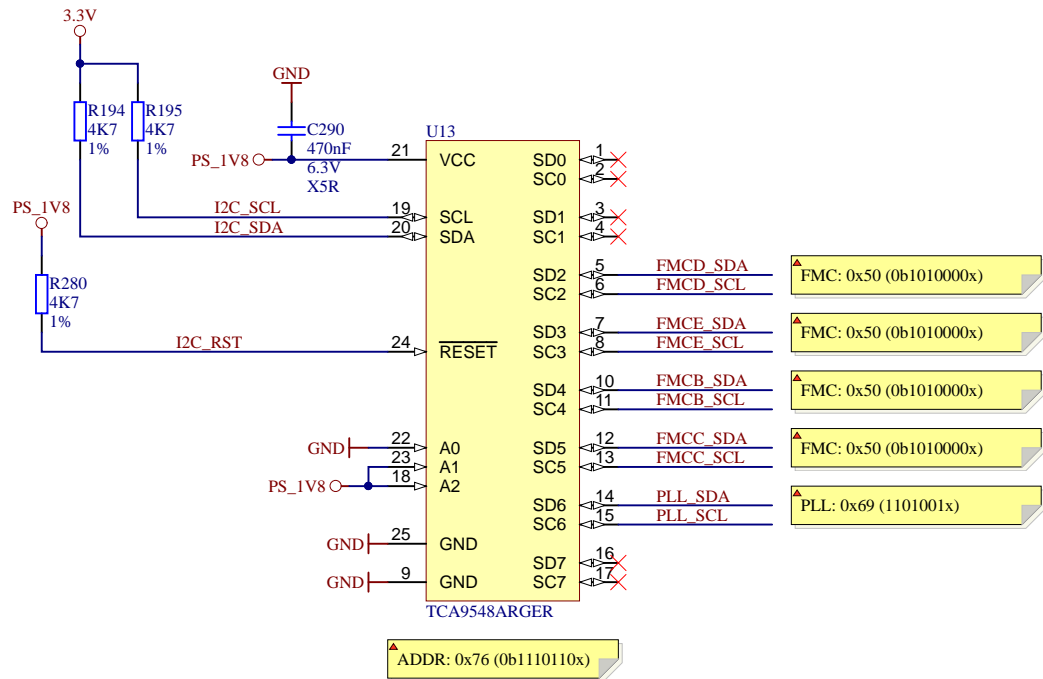 3.3V
R194
4K7
1%
R195
4K7
1%
GND
C290
470nF
6.3V
X5R
PS_1V8
PS_1V8
R280
4K7
1%
I2C_SCL
I2C_SDA
I2C_RST
GND
PS_1V8
GND
GND
U13
21 VCC
19 SCL
20 SDA
24 RESET
22 A0
23 A1
18 A2
25 GND
9 GND
SD0 1
SC0 2
SD1 3
SC1 4
SD2 5 FMCD_SDA
SC2 6 FMCD_SCL
SD3 7 FMCE_SDA
SC3 8 FMCE_SCL
SD4 10 FMCB_SDA
SC4 11 FMCB_SCL
SD5 12 FMCC_SDA
SC5 13 FMCC_SCL
SD6 14 PLL_SDA
SC6 15 PLL_SCL
SD7 16
SC7 17
TCA9548ARGER
FMC: 0x50 (0b1010000x)
FMC: 0x50 (0b1010000x)
FMC: 0x50 (0b1010000x)
FMC: 0x50 (0b1010000x)
PLL: 0x69 (1101001x)
ADDR: 0x76 (0b1110110x)